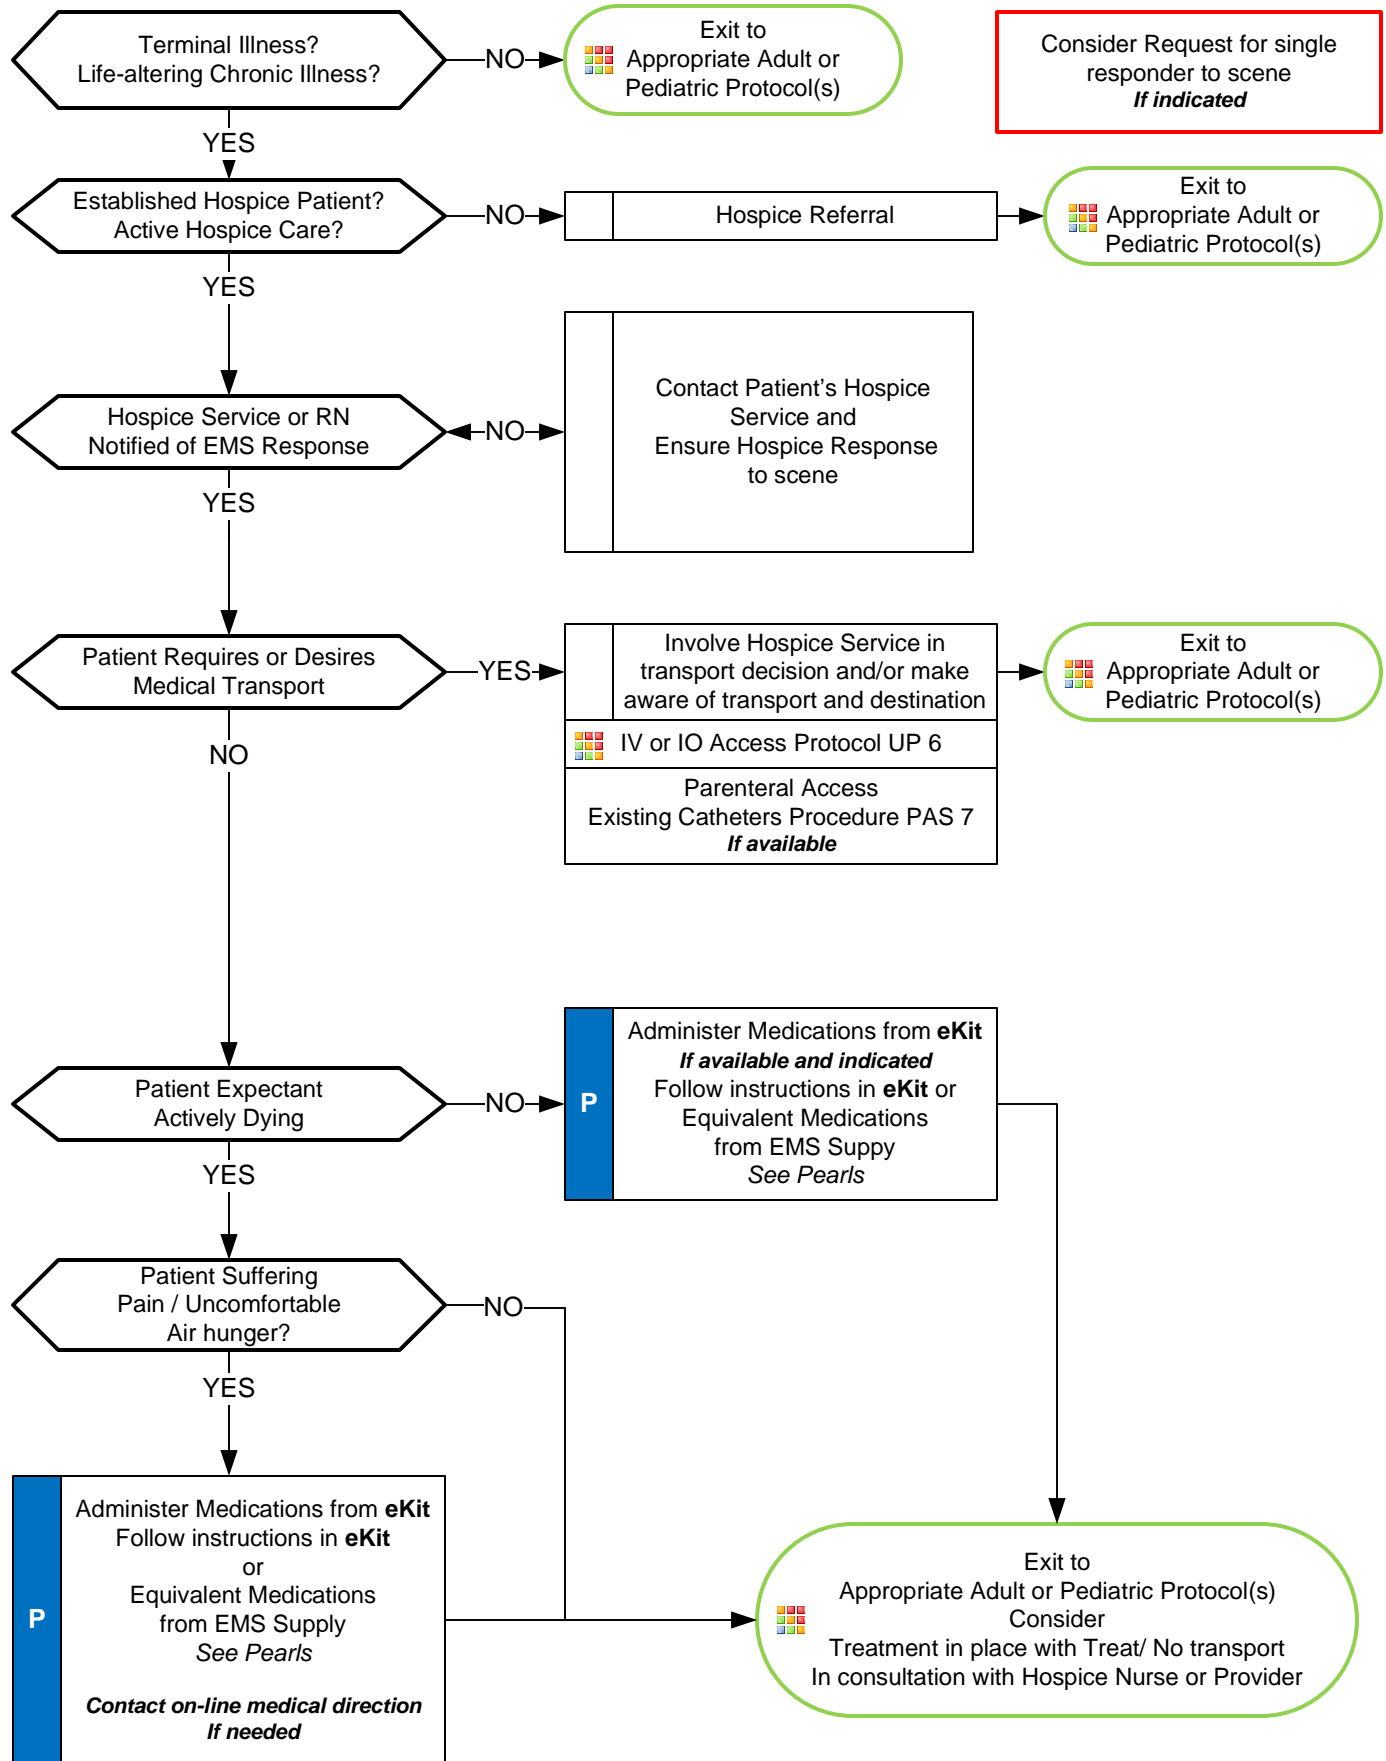 Terminal Illness?
Life-altering Chronic Illness?
NO
Exit to
Appropriate Adult or
Pediatric Protocol(s)
Consider Request for single
responder to scene
If indicated
YES
Established Hospice Patient?
Active Hospice Care?
NO
Hospice Referral
Exit to
Appropriate Adult or
Pediatric Protocol(s)
YES
Hospice Service or RN
Notified of EMS Response
NO
Contact Patient's Hospice
Service and
Ensure Hospice Response
to scene
YES
Patient Requires or Desires
Medical Transport
YES
Involve Hospice Service in
transport decision and/or make
aware of transport and destination
IV or IO Access Protocol UP 6
Parenteral Access
Existing Catheters Procedure PAS 7
If available
Exit to
Appropriate Adult or
Pediatric Protocol(s)
NO
Patient Expectant
Actively Dying
NO
P
Administer Medications from eKit
If available and indicated
Follow instructions in eKit or
Equivalent Medications
from EMS Suppy
See Pearls
YES
Patient Suffering
Pain / Uncomfortable
Air hunger?
NO
YES
P
Administer Medications from eKit
Follow instructions in eKit
or
Equivalent Medications
from EMS Supply
See Pearls
Contact on-line medical direction
If needed
Exit to
Appropriate Adult or Pediatric Protocol(s)
Consider
Treatment in place with Treat/ No transport
In consultation with Hospice Nurse or Provider